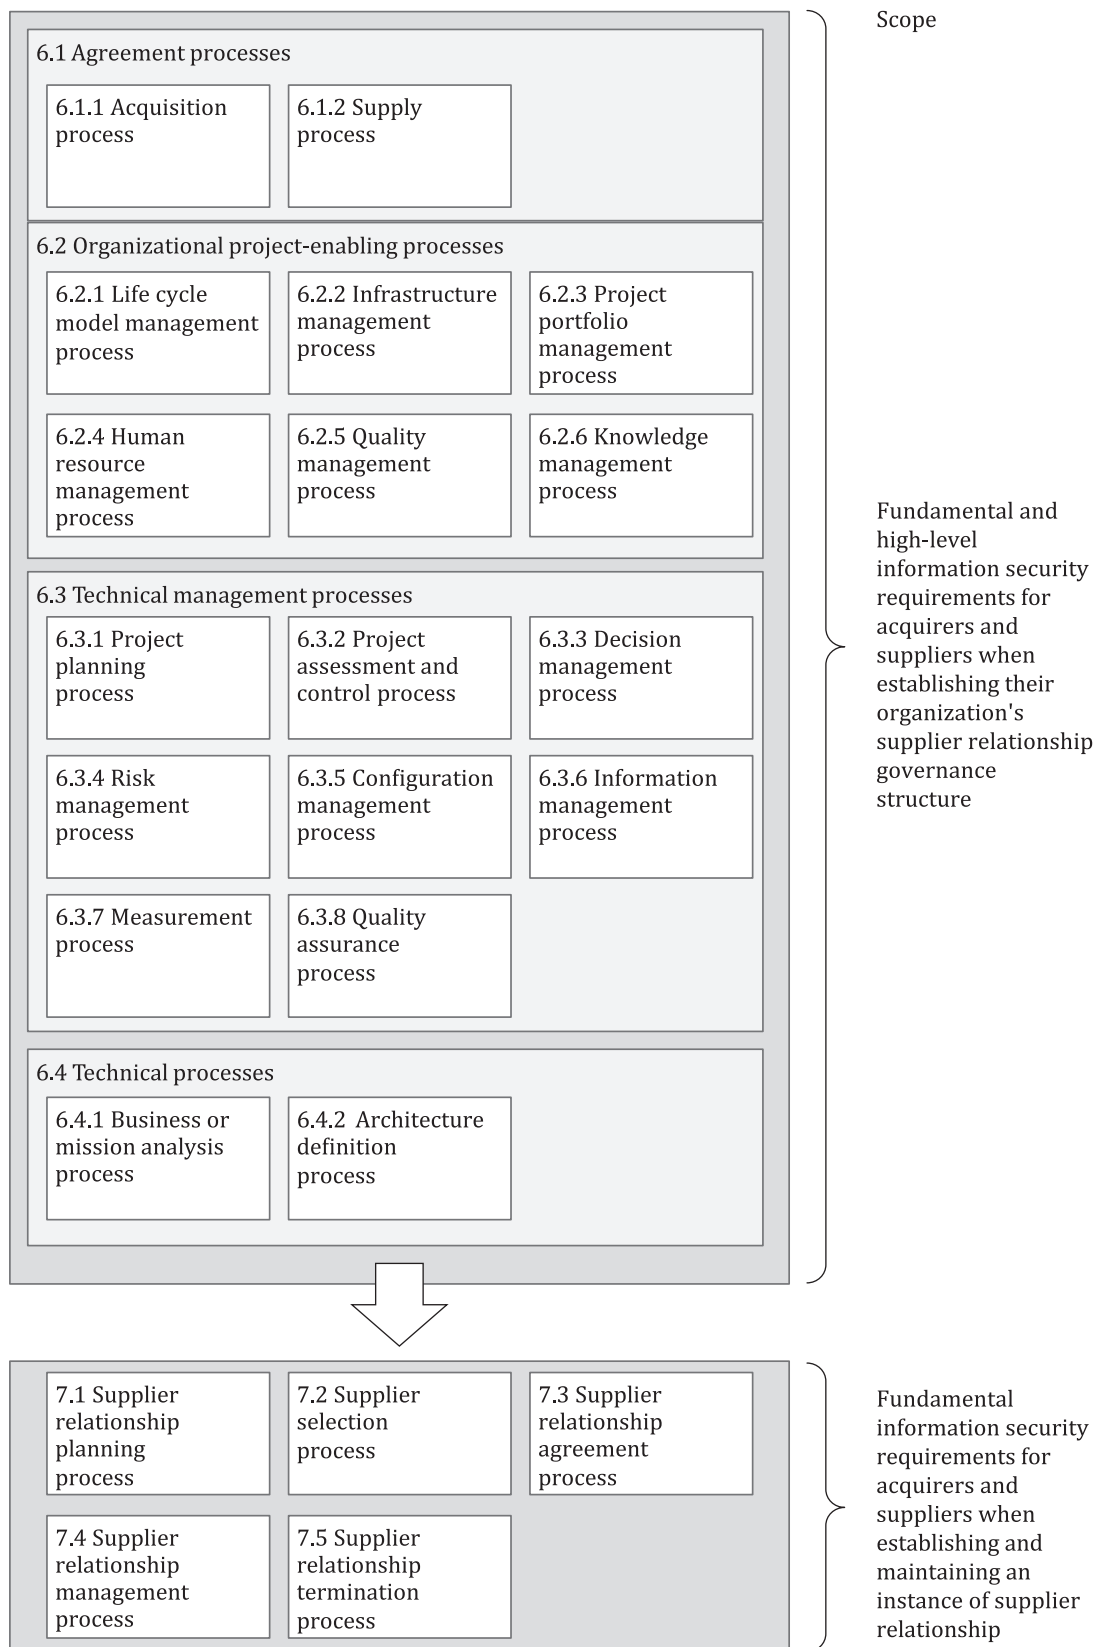 Scope
6.1 Agreement processes
6.1.1 Acquisition
process
6.1.2 Supply
process
6.2 Organizational project-enabling processes
6.2.1 Life cycle
model management
process
6.2.2 Infrastructure
management
process
6.2.3 Project
portfolio
management
process
6.2.4 Human
resource
management
process
6.2.5 Quality
management
process
6.2.6 Knowledge
management
process
6.3 Technical management processes
6.3.1 Project
planning
process
6.3.2 Project
assessment and
control process
6.3.3 Decision
management
process
6.3.4 Risk
management
process
6.3.5 Configuration
management
process
6.3.6 Information
management
process
6.3.7 Measurement
process
6.3.8 Quality
assurance
process
6.4 Technical processes
6.4.1 Business or
mission analysis
process
6.4.2 Architecture
definition
process
Fundamental and
high-level
information security
requirements for
acquirers and
suppliers when
establishing their
organization's
supplier relationship
governance
structure
7.1 Supplier
relationship
planning
process
7.2 Supplier
selection
process
7.3 Supplier
relationship
agreement
process
7.4 Supplier
relationship
management
process
7.5 Supplier
relationship
termination
process
Fundamental
information security
requirements for
acquirers and
suppliers when
establishing and
maintaining an
instance of supplier
relationship